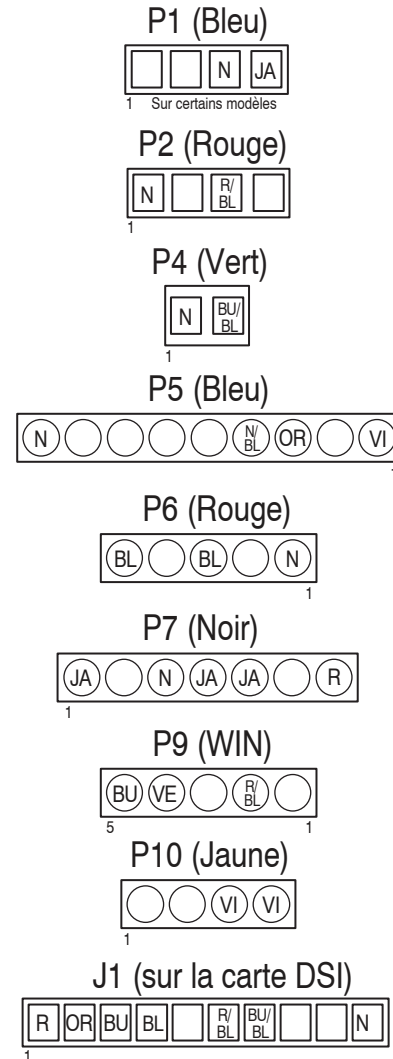 P1 (Bleu)
N JA
1 Sur certains modèles
P2 (Rouge)
N R/BL
1
P4 (Vert)
N BU/BL
1
P5 (Bleu)
N N/BL OR VI
1
P6 (Rouge)
BL BL N
1
P7 (Noir)
JA N JA JA R
1
P9 (WIN)
BU VE R/BL
5 1
P10 (Jaune)
VI VI
1
J1 (sur la carte DSI)
R OR BU BL R/BL BU/BL N
1